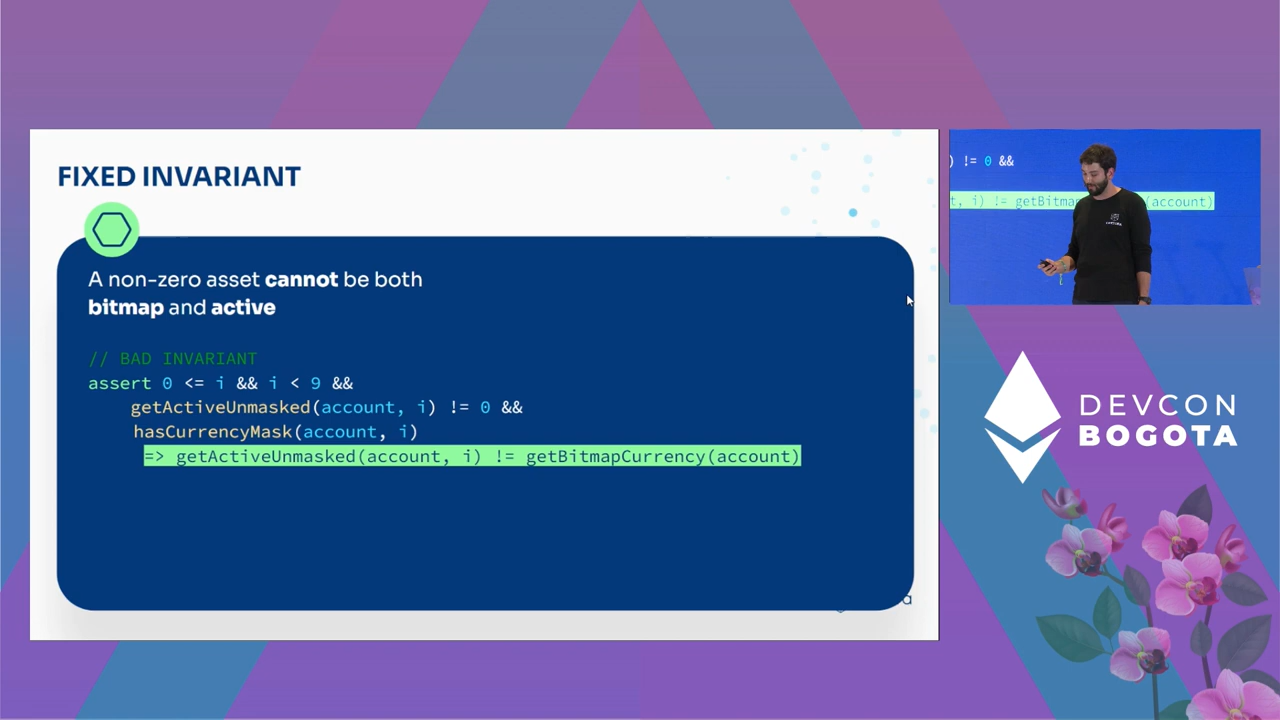 FIXED INVARIANT
A non-zero asset cannot be both
bitmap and active
// BAD INVARIANT
assert 0 <= i && i < 9 &&
getActiveUnmasked(account, i) != 0 &&
hasCurrencyMask(account, i)
=> getActiveUnmasked(account, i) != getBitmapCurrency(account)
a
) != 0 &&
t, i) != getBitmap
(account)
DEVCON
BOGOTA